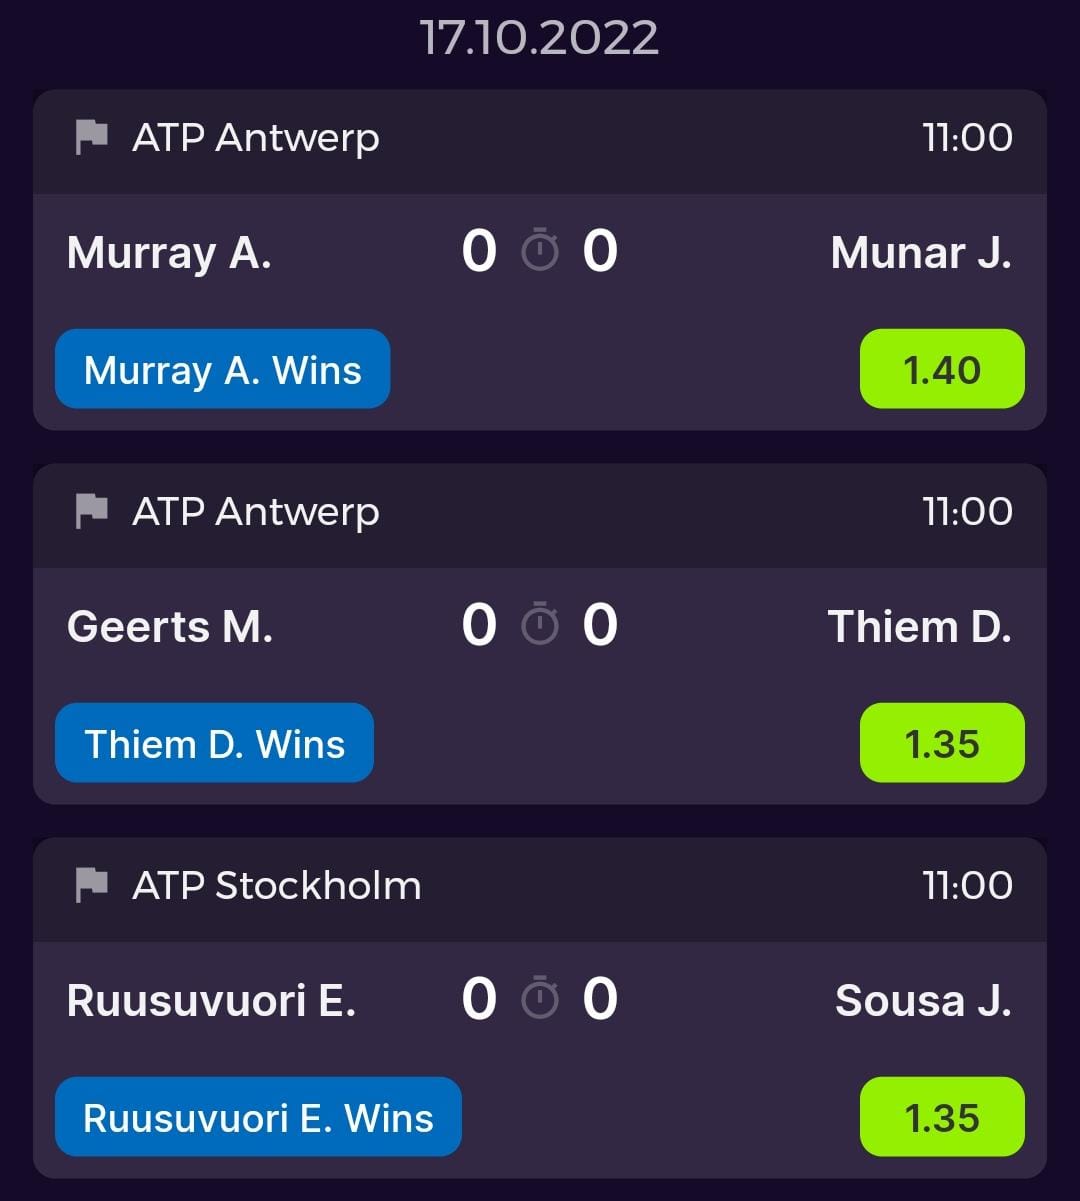 17.10.2022
ATP Antwerp 11:00
Murray A. 0 0 Munar J.
Murray A. Wins 1.40
ATP Antwerp 11:00
Geerts M. 0 0 Thiem D.
Thiem D. Wins 1.35
ATP Stockholm 11:00
Ruusuvuori E. 0 0 Sousa J.
Ruusuvuori E. Wins 1.35